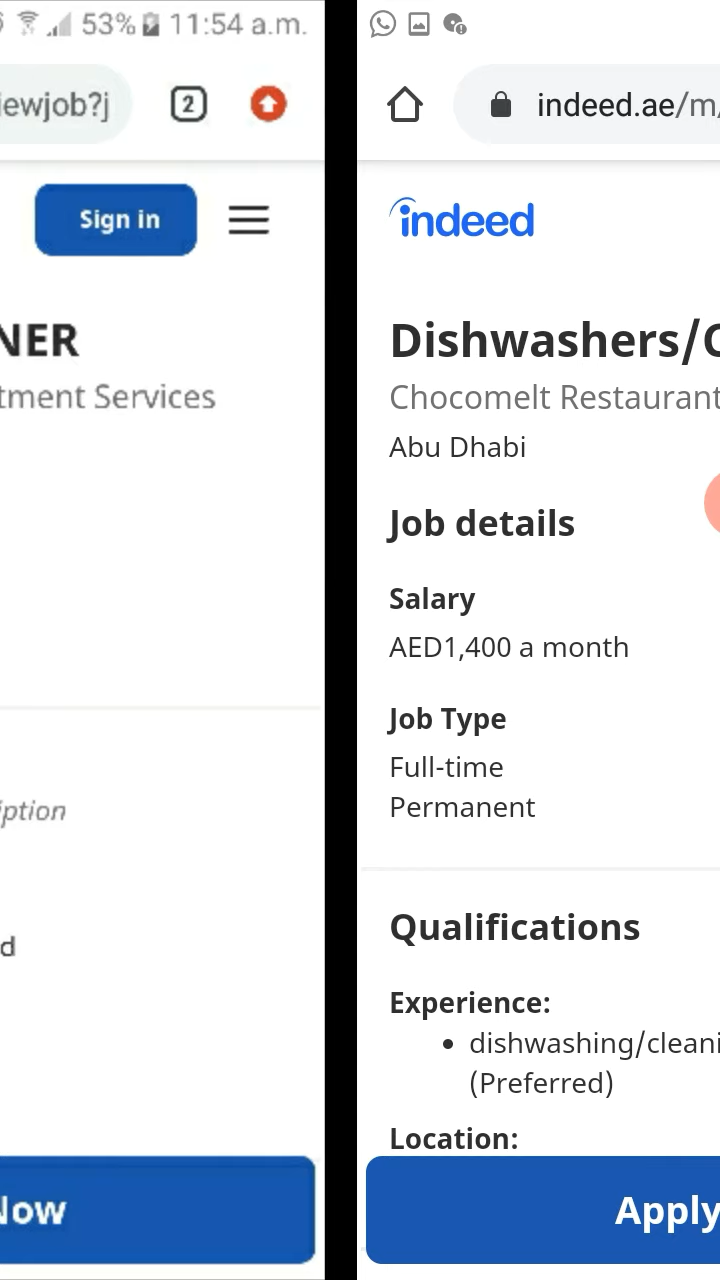 53% 11:54 a.m.
iewjob?j
2
Sign in
NER
tment Services
iption
d
Now
indeed.ae/m/
indeed
Dishwashers/C
Chocomelt Restaurant
Abu Dhabi
Job details
Salary
AED1,400 a month
Job Type
Full-time
Permanent
Qualifications
Experience:
• dishwashing/cleani
(Preferred)
Location:
Apply